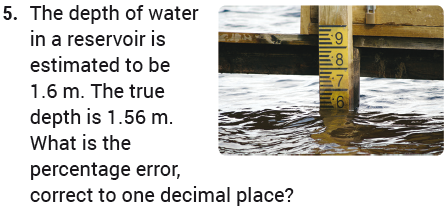 5. The depth of water
in a reservoir is
estimated to be
1.6 m. The true
depth is 1.56 m.
What is the
percentage error,
correct to one decimal place?
9
8
7
6